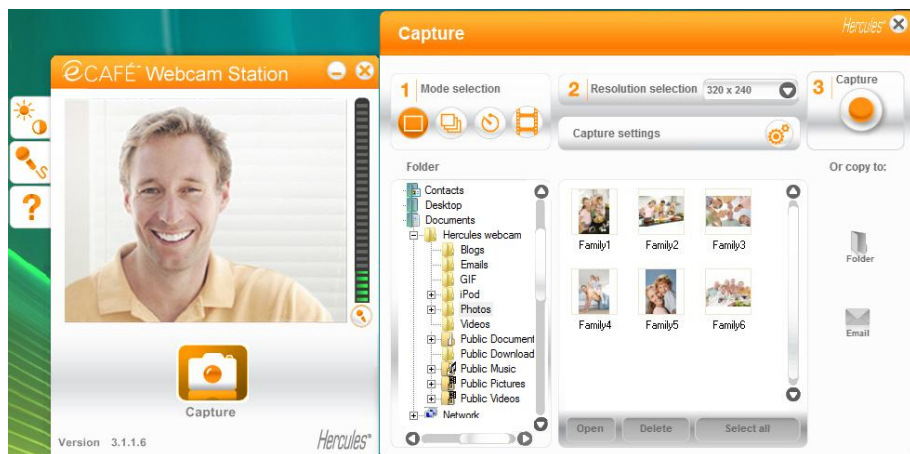 eCAFÉ™ Webcam Station
?
Capture
Version 3.1.1.6
Hercules™
Capture
Hercules™
1 Mode selection
2 Resolution selection 320 x 240
3 Capture
Capture settings
Folder
Contacts
Desktop
Documents
Hercules webcam
Blogs
Emails
GIF
iPod
Photos
Videos
Public Document
Public Download
Public Music
Public Pictures
Public Videos
Network
Family1 Family2 Family3
Family4 Family5 Family6
Open Delete Select all
Or copy to:
Folder
Email